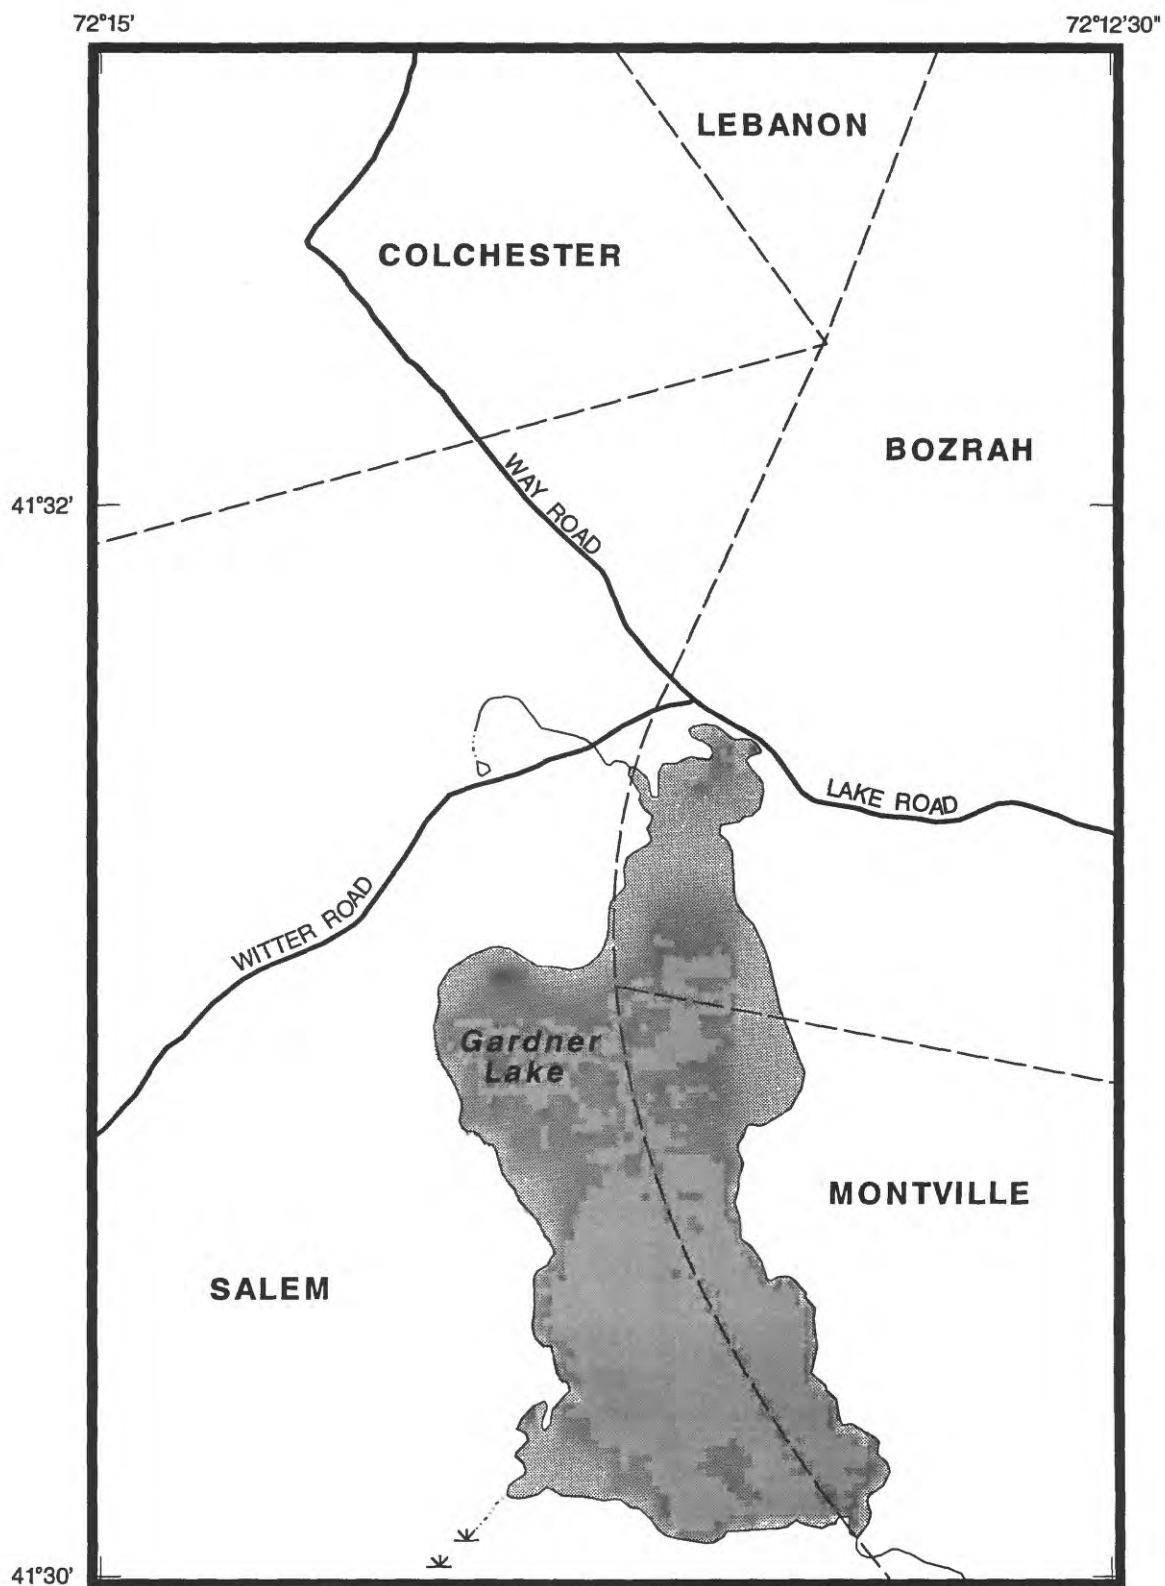 72°15'
72°12'30"
LEBANON
COLCHESTER
BOZRAH
41°32'
WAY ROAD
LAKE ROAD
WITTER ROAD
Gardner
Lake
MONTVILLE
SALEM
41°30'